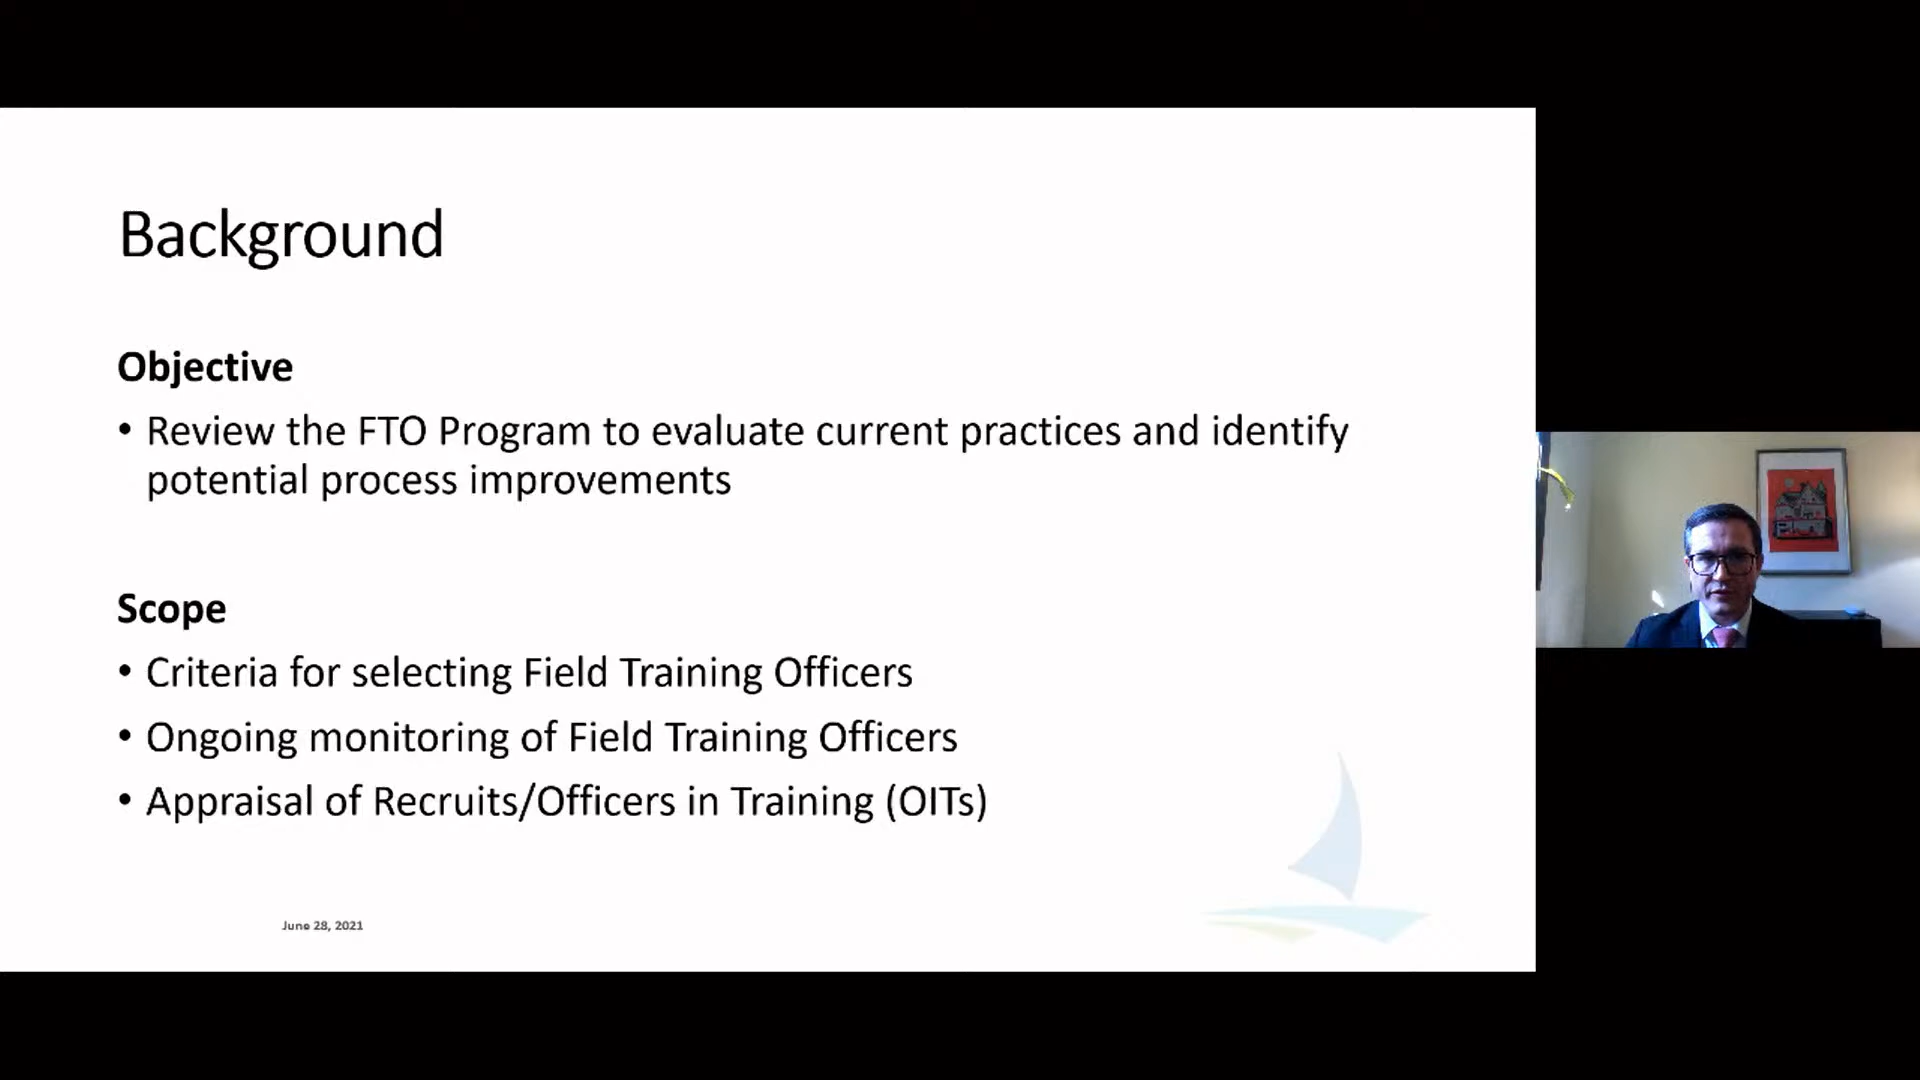 Background
Objective
• Review the FTO Program to evaluate current practices and identify
potential process improvements
Scope
• Criteria for selecting Field Training Officers
• Ongoing monitoring of Field Training Officers
• Appraisal of Recruits/Officers in Training (OITs)
June 28, 2021